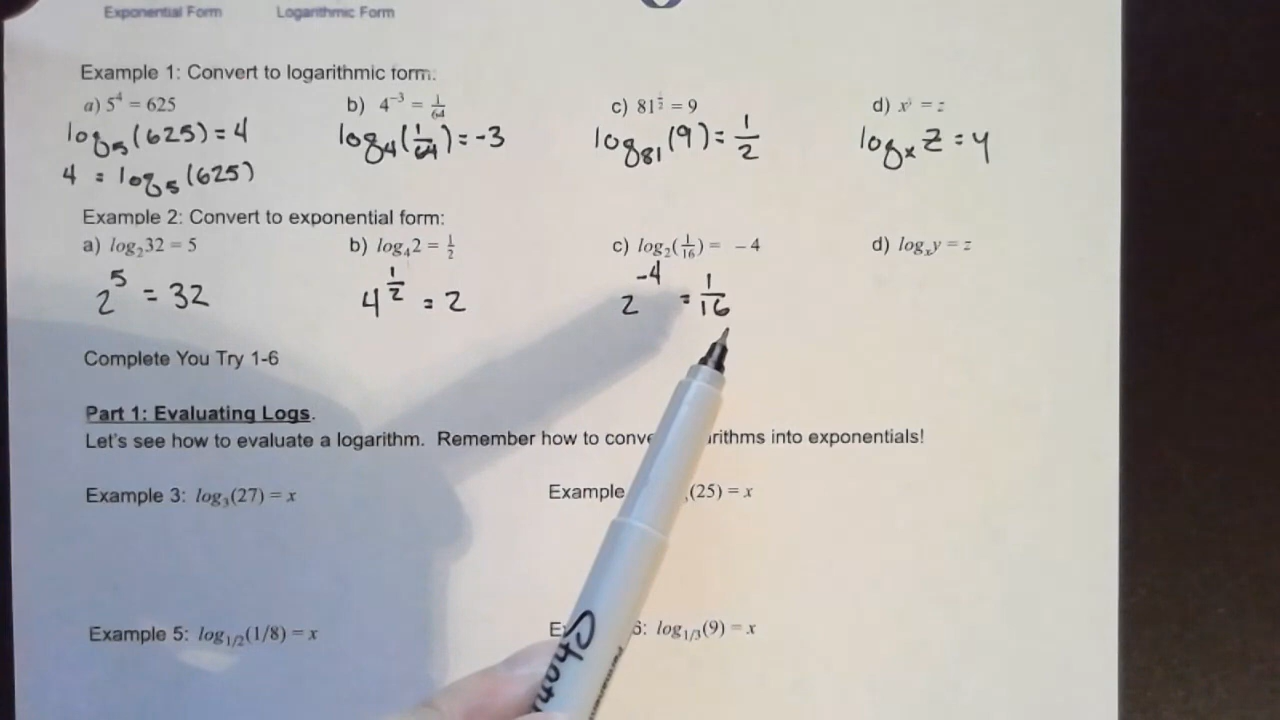 Exponential Form Logarithmic Form
Example 1: Convert to logarithmic form.
a) 5⁴ = 625 b) 4⁻³ = 1/64 c) 81^½ = 9 d) xʸ = z
log₅(625) = 4 log₄(1/64) = -3 log₈₁(9) = 1/2 logₓ z = y
4 = log₅(625)
Example 2: Convert to exponential form:
a) log₂32 = 5 b) log₄2 = 1/2 c) log₂(1/16) = -4 d) logₓy = z
2⁵ = 32 4^(1/2) = 2 2⁻⁴ = 1/16
Complete You Try 1-6
Part 1: Evaluating Logs.
Let's see how to evaluate a logarithm. Remember how to conve rithms into exponentials!
Example 3: log₃(27) = x Example (25) = x
Example 5: log₁/₂(1/8) = x E 6: log₁/₃(9) = x